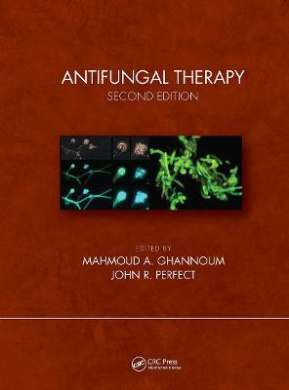 ANTIFUNGAL THERAPY
SECOND EDITION
EDITED BY
MAHMOUD A. GHANNOUM
JOHN R. PERFECT
CRC Press